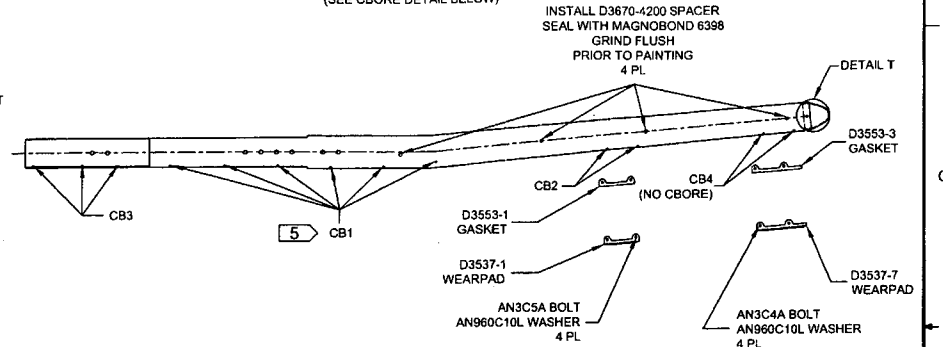 (SEE CBORE DETAIL BELOW)
INSTALL D3670-4200 SPACER
SEAL WITH MAGNOBOND 6398
GRIND FLUSH
PRIOR TO PAINTING
4 PL
DETAIL T
D3553-3
GASKET
CB3
5
CB1
CB2
CB4
(NO CBORE)
D3553-1
GASKET
D3537-1
WEARPAD
D3537-7
WEARPAD
AN3C5A BOLT
AN960C10L WASHER
4 PL
AN3C4A BOLT
AN960C10L WASHER
4 PL